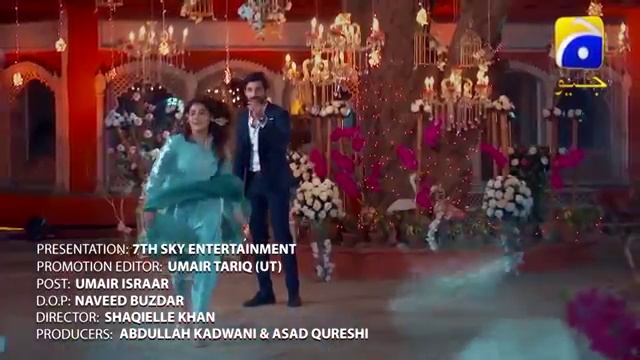 جیو
PRESENTATION: 7TH SKY ENTERTAINMENT
PROMOTION EDITOR: UMAIR TARIQ (UT)
POST: UMAIR ISRAAR
D.O.P: NAVEED BUZDAR
DIRECTOR: SHAQIELLE KHAN
PRODUCERS: ABDULLAH KADWANI & ASAD QURESHI